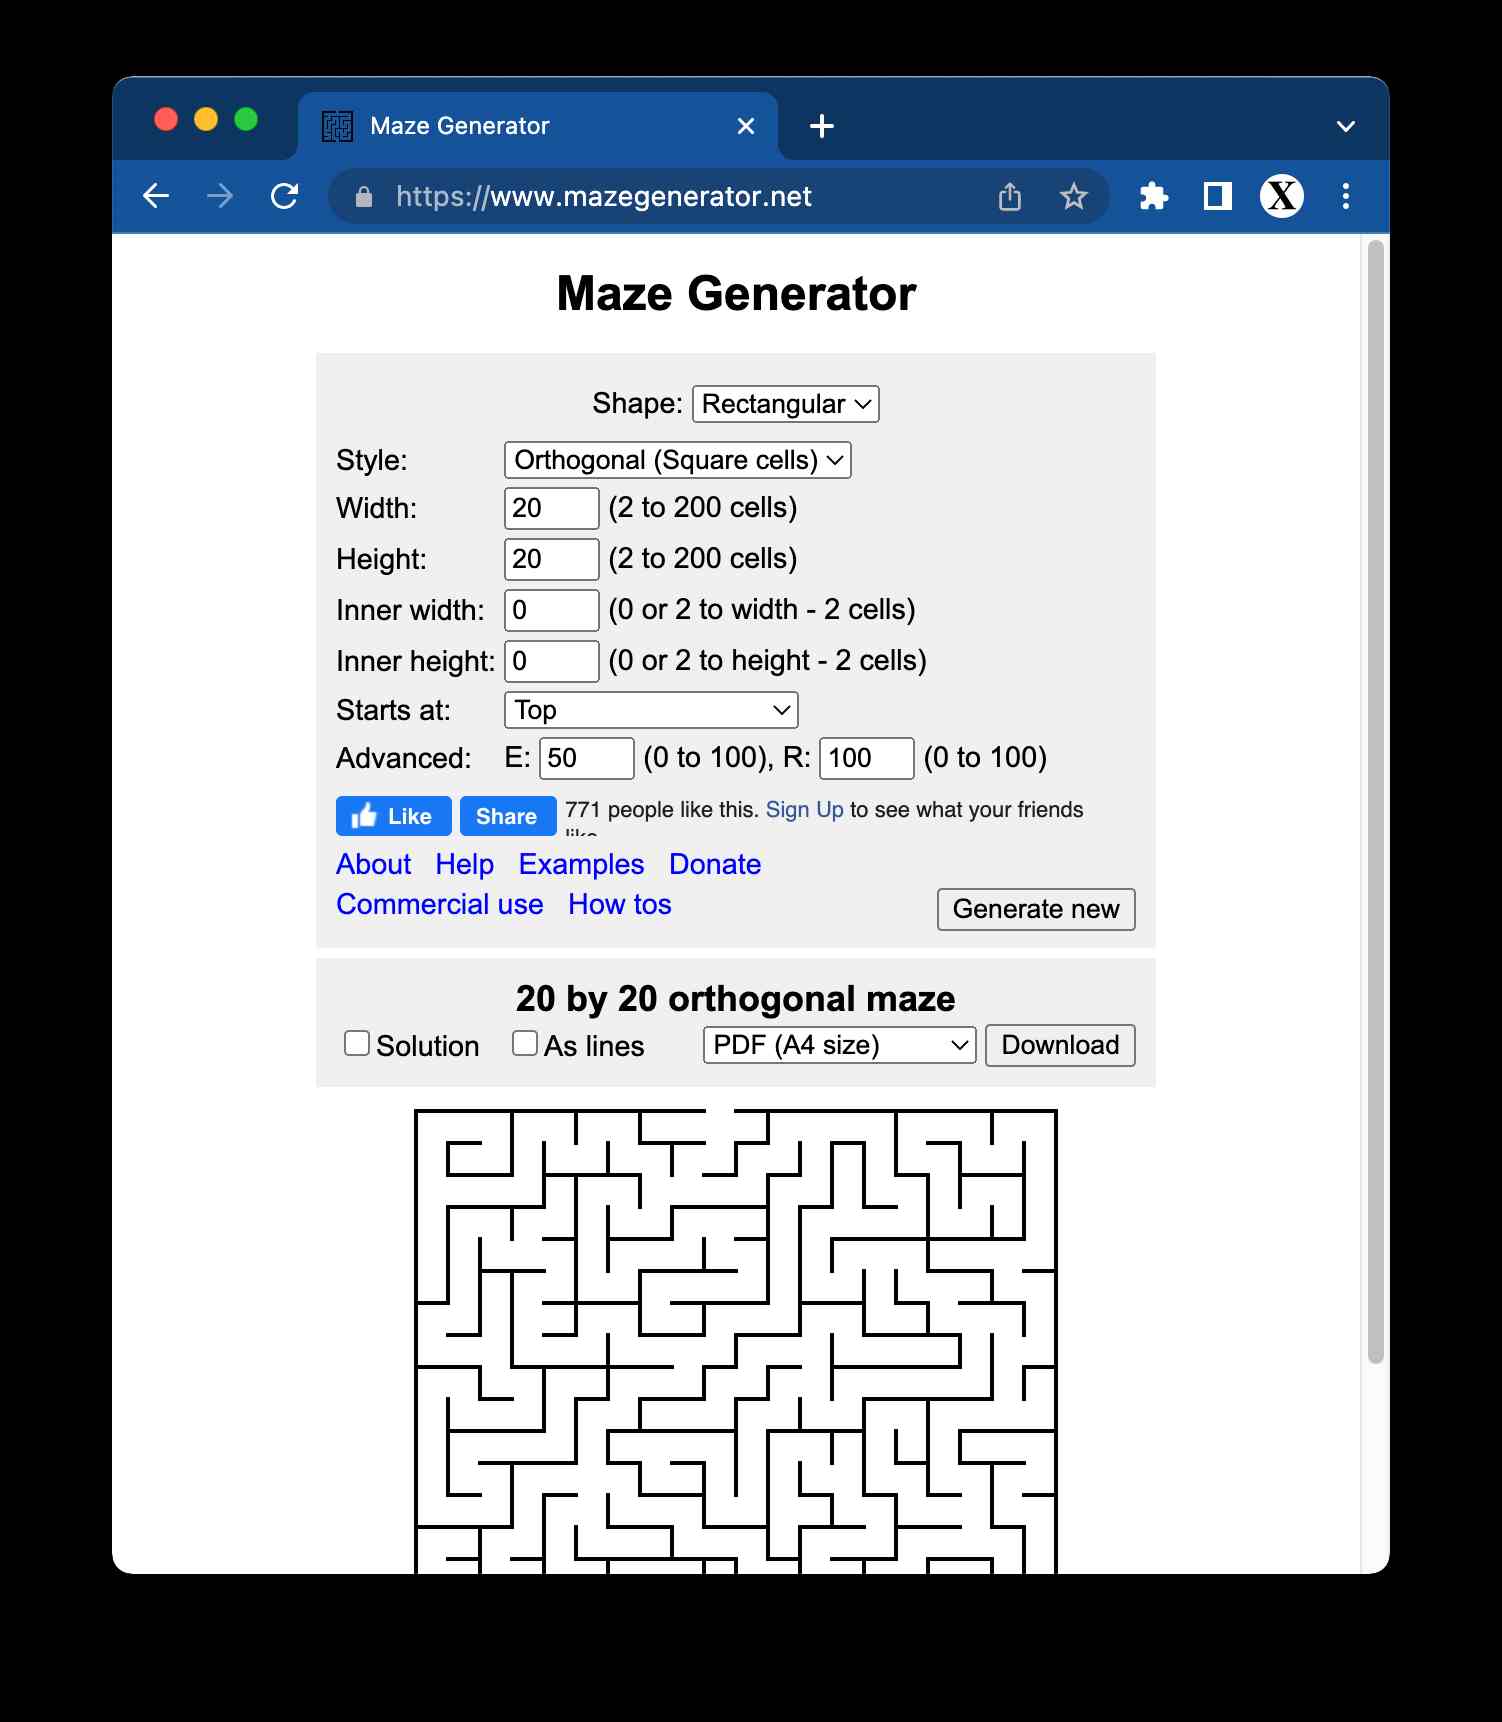 Maze Generator
https://www.mazegenerator.net
X
Maze Generator
Shape: Rectangular
Style: Orthogonal (Square cells)
Width: 20 (2 to 200 cells)
Height: 20 (2 to 200 cells)
Inner width: 0 (0 or 2 to width - 2 cells)
Inner height: 0 (0 or 2 to height - 2 cells)
Starts at: Top
Advanced: E: 50 (0 to 100), R: 100 (0 to 100)
Like Share 771 people like this. Sign Up to see what your friends
like.
About Help Examples Donate
Commercial use How tos Generate new
20 by 20 orthogonal maze
Solution As lines PDF (A4 size) Download